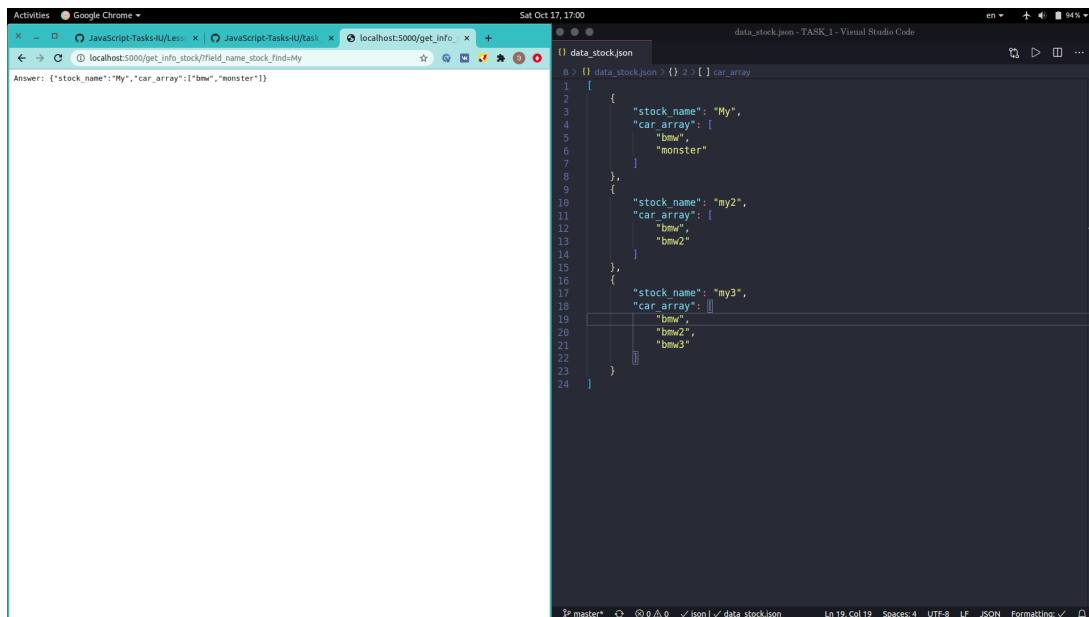 Activities Google Chrome Sat Oct 17, 17:00 en 94%
JavaScript-Tasks-IU/Less JavaScript-Tasks-IU/task localhost:5000/get_info_
localhost:5000/get_info_stock/?field_name_stock_find=My
Answer: {"stock_name":"My","car_array":["bmw","monster"]}
data_stock.json - TASK_1 - Visual Studio Code
{} data_stock.json
B > {} data_stock.json > {} 2 > [ ] car_array
1 [
2 {
3 "stock_name": "My",
4 "car_array": [
5 "bmw",
6 "monster"
7 ]
8 },
9 {
10 "stock_name": "my2",
11 "car_array": [
12 "bmw",
13 "bmw2"
14 ]
15 },
16 {
17 "stock_name": "my3",
18 "car_array": [
19 "bmw",
20 "bmw2",
21 "bmw3"
22 ]
23 }
24 ]
master* 0 0 json | data_stock.json Ln 19, Col 19 Spaces: 4 UTF-8 LF JSON Formatting: